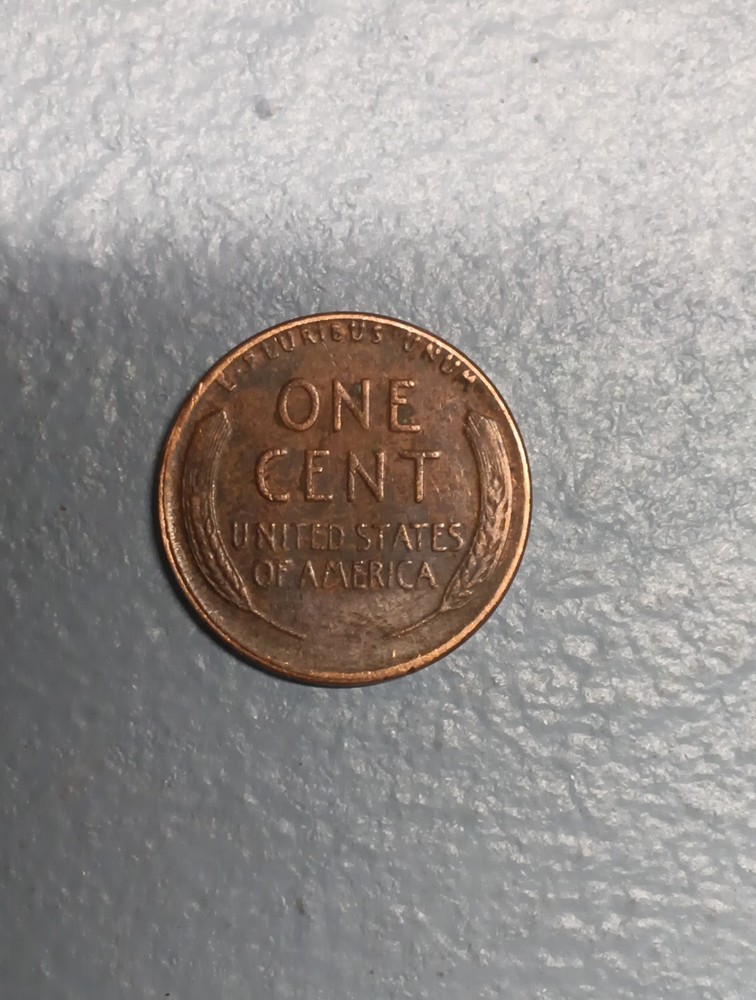 E·PLURIBUS·UNUM
ONE
CENT
UNITED STATES
OF AMERICA